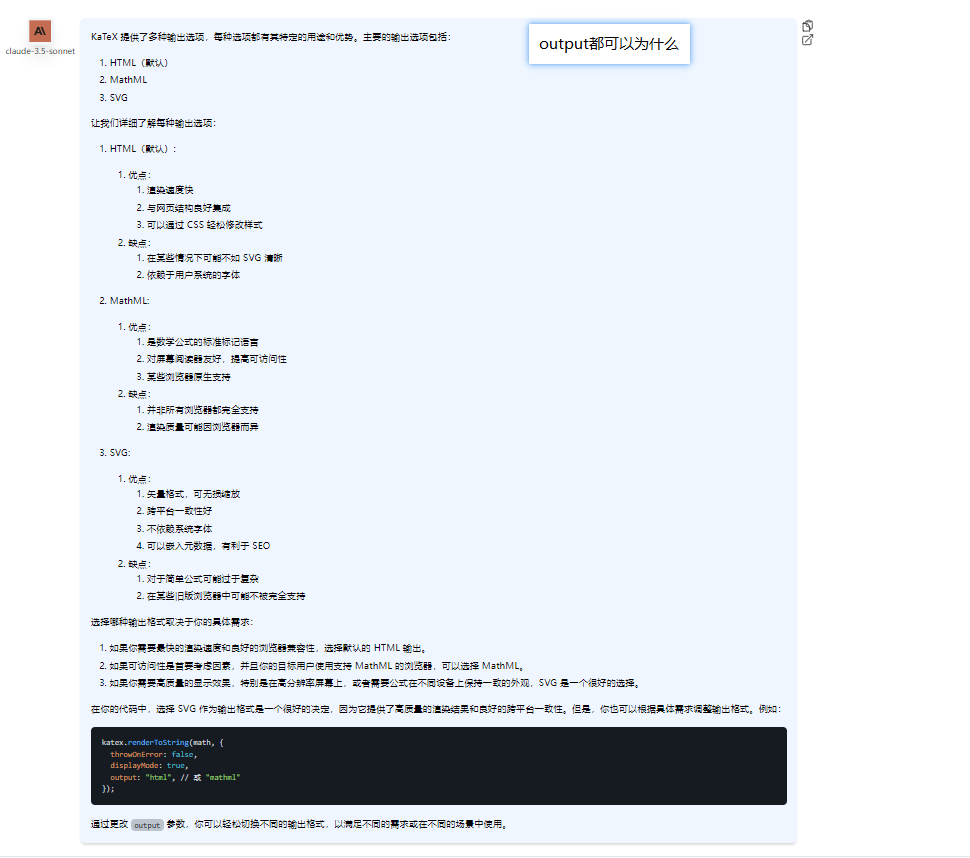 claude-3.5-sonnet
output都可以为什么
KaTeX 提供了多种输出选项，每种选项都有其特定的用途和优势。主要的输出选项包括：
1. HTML（默认）
2. MathML
3. SVG
让我们详细了解每种输出选项：
1. HTML（默认）:
1. 优点：
1. 渲染速度快
2. 与网页结构良好集成
3. 可以通过 CSS 轻松修改样式
2. 缺点：
1. 在某些情况下可能不如 SVG 清晰
2. 依赖于用户系统的字体
2. MathML:
1. 优点：
1. 是数学公式的标准标记语言
2. 对屏幕阅读器友好，提高可访问性
3. 某些浏览器原生支持
2. 缺点：
1. 并非所有浏览器都完全支持
2. 渲染质量可能因浏览器而异
3. SVG:
1. 优点：
1. 矢量格式，可无损缩放
2. 跨平台一致性好
3. 不依赖系统字体
4. 可以嵌入元数据，有利于 SEO
2. 缺点：
1. 对于简单公式可能过于复杂
2. 在某些旧版浏览器中可能不被完全支持
选择哪种输出格式取决于你的具体需求：
1. 如果你需要最快的渲染速度和良好的浏览器兼容性，选择默认的 HTML 输出。
2. 如果可访问性是首要考虑因素，并且你的目标用户使用支持 MathML 的浏览器，可以选择 MathML。
3. 如果你需要高质量的显示效果，特别是在高分辨率屏幕上，或者需要公式在不同设备上保持一致的外观，SVG 是一个很好的选择。
在你的代码中，选择 SVG 作为输出格式是一个很好的决定，因为它提供了高质量的渲染结果和良好的跨平台一致性。但是，你也可以根据具体需求调整输出格式。例如：
katex.renderToString(math, {
throwOnError: false,
displayMode: true,
output: "html", // 或 "mathml"
});
通过更改 output 参数，你可以轻松切换不同的输出格式，以满足不同的需求或在不同的场景中使用。